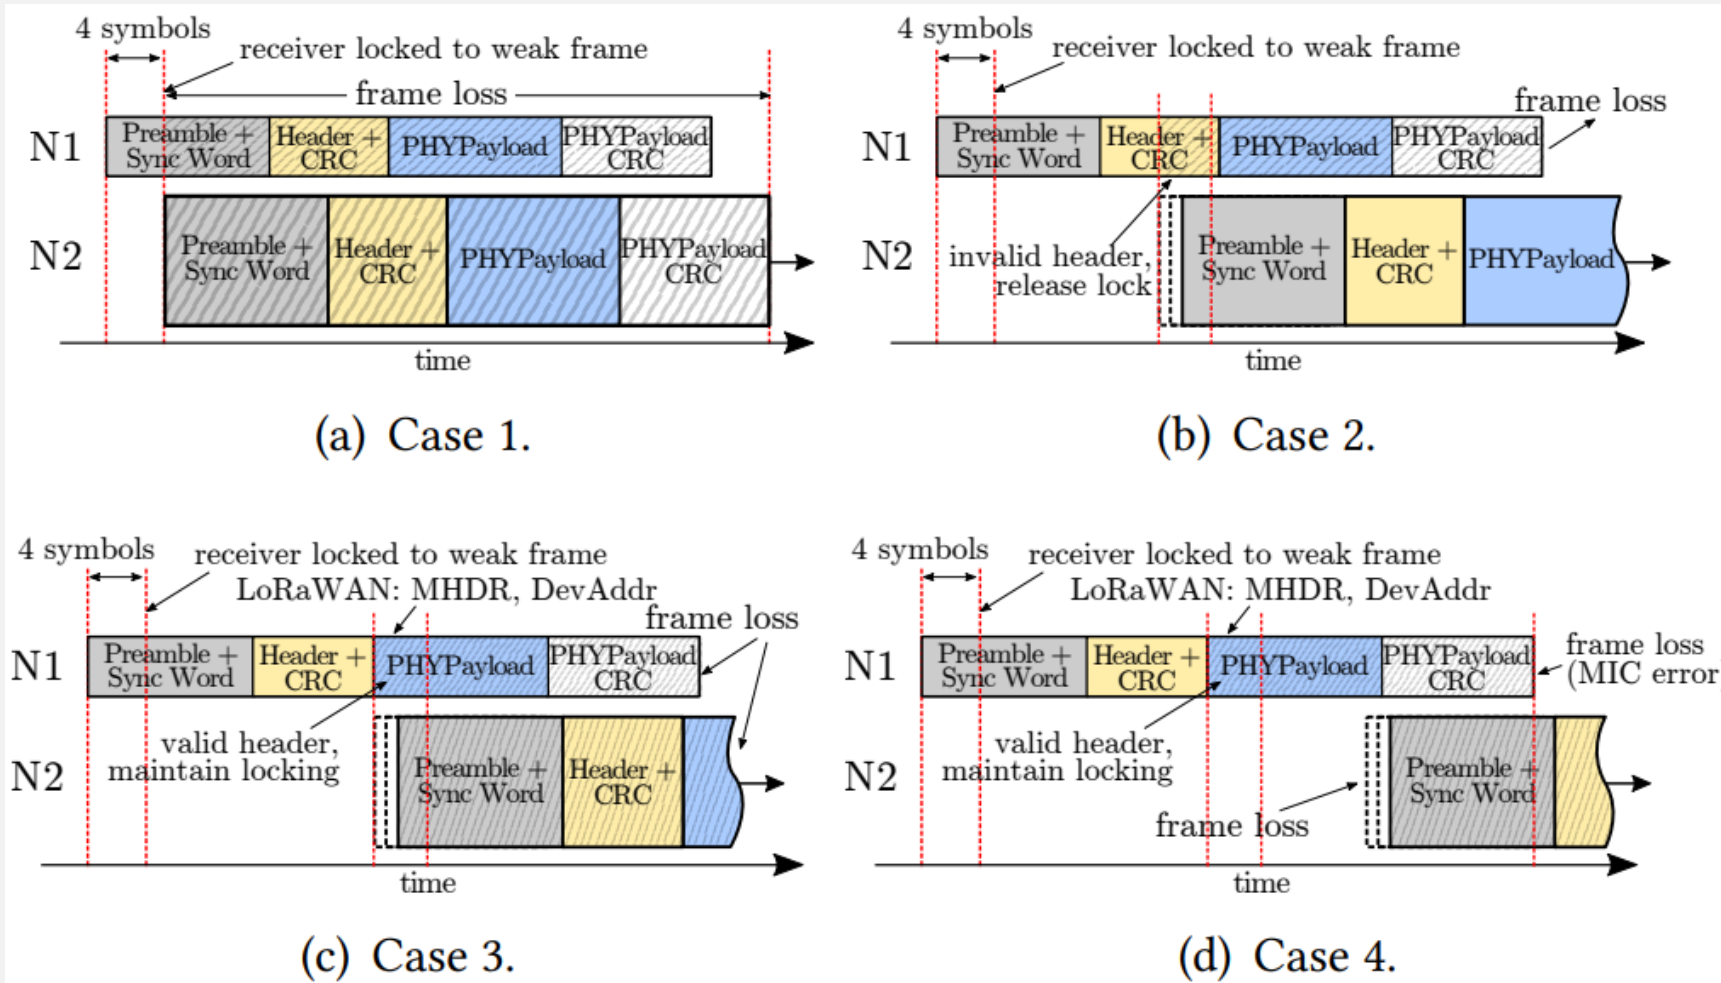 4 symbols
receiver locked to weak frame
frame loss
N1
Preamble +
Sync Word
Header +
CRC
PHYPayload
PHYPayload
CRC
N2
Preamble +
Sync Word
Header +
CRC
PHYPayload
PHYPayload
CRC
time
(a) Case 1.
4 symbols
receiver locked to weak frame
frame loss
N1
Preamble +
Sync Word
Header +
CRC
PHYPayload
PHYPayload
CRC
N2
invalid header,
release lock
Preamble +
Sync Word
Header +
CRC
PHYPayload
time
(b) Case 2.
4 symbols
receiver locked to weak frame
LoRaWAN: MHDR, DevAddr
frame loss
N1
Preamble +
Sync Word
Header +
CRC
PHYPayload
PHYPayload
CRC
valid header,
maintain locking
N2
Preamble +
Sync Word
Header +
CRC
time
(c) Case 3.
4 symbols
receiver locked to weak frame
LoRaWAN: MHDR, DevAddr
N1
Preamble +
Sync Word
Header +
CRC
PHYPayload
PHYPayload
CRC
frame loss
(MIC error
valid header,
maintain locking
N2
frame loss
Preamble +
Sync Word
time
(d) Case 4.